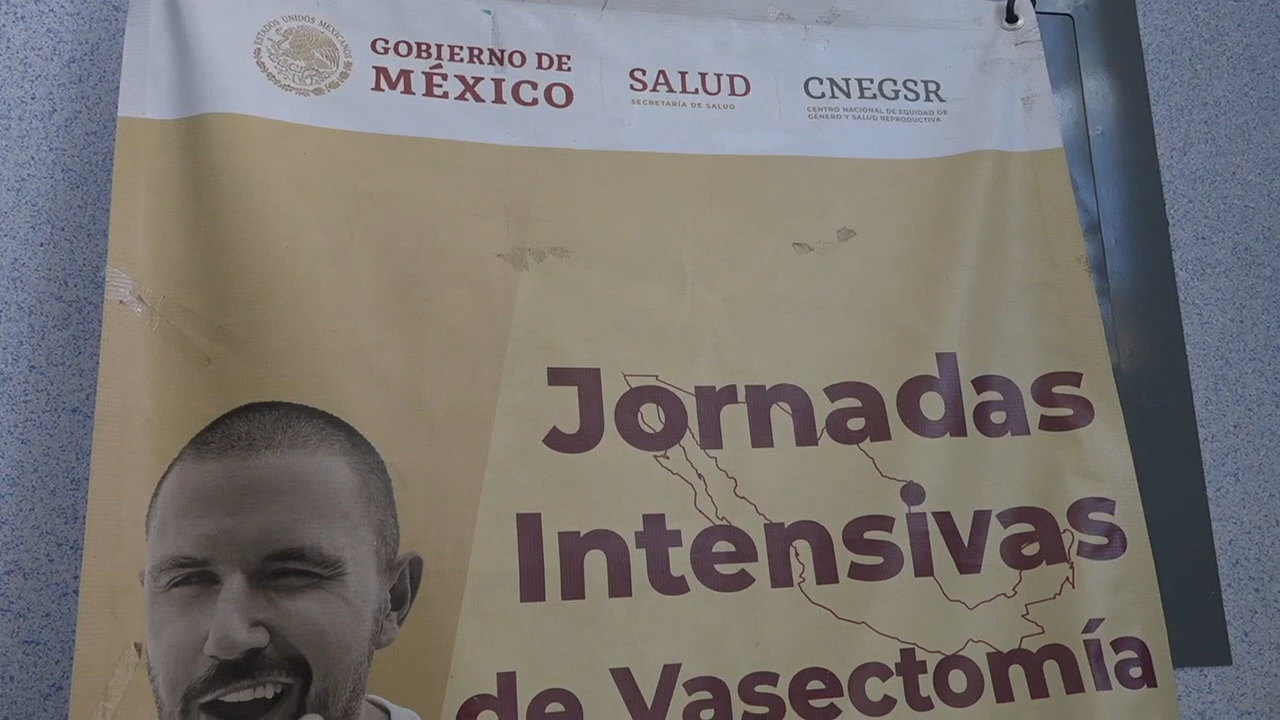 ESTADOS UNIDOS MEXICANOS
GOBIERNO DE
MÉXICO
SALUD
SECRETARÍA DE SALUD
CNEGSR
CENTRO NACIONAL DE EQUIDAD DE
GÉNERO Y SALUD REPRODUCTIVA
Jornadas
Intensivas
de Vasectomía